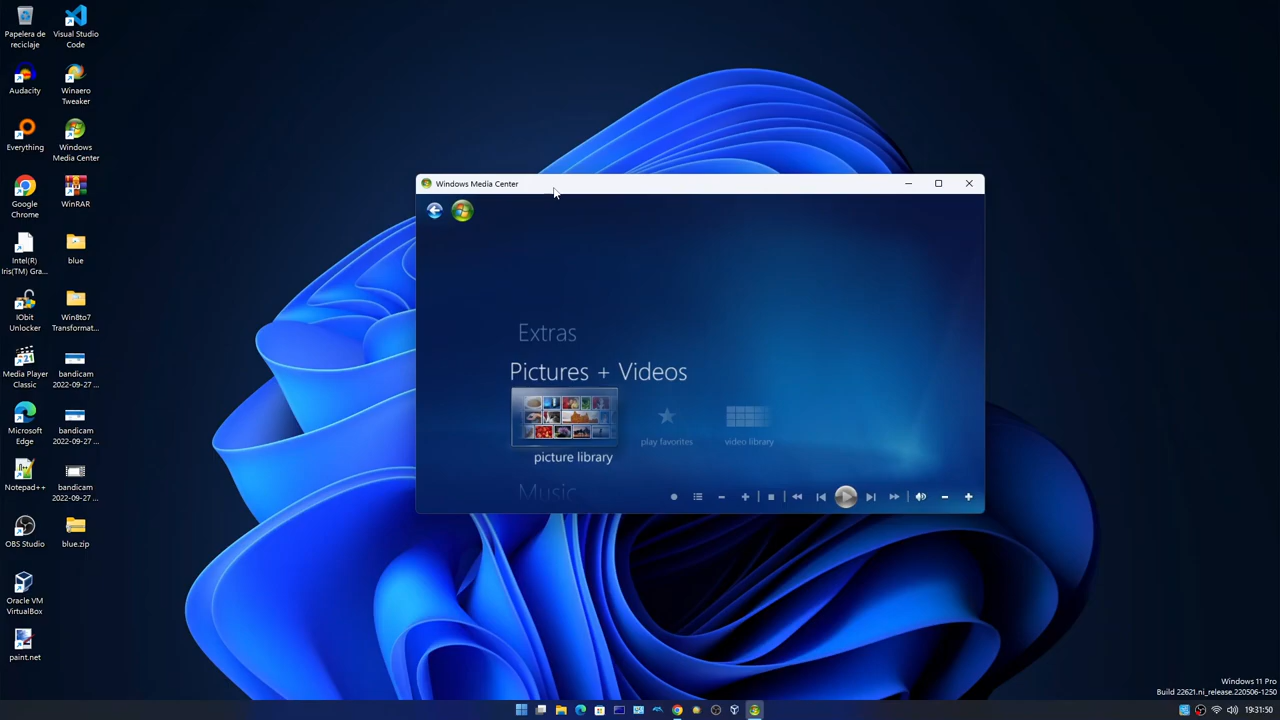 Papelera de
reciclaje
Visual Studio
Code
Audacity
Winaero
Tweaker
Everything
Windows
Media Center
Google
Chrome
WinRAR
Intel(R)
Iris(TM) Gra...
blue
IObit
Unlocker
Win8to7
Transformat...
Media Player
Classic
bandicam
2022-09-27 ...
Microsoft
Edge
bandicam
2022-09-27 ...
Notepad++
bandicam
2022-09-27 ...
OBS Studio
blue.zip
Oracle VM
VirtualBox
paint.net
Windows Media Center
Extras
Pictures + Videos
play favorites
video library
picture library
Music
Windows 11 Pro
Build 22621.ni_release.220506-1250
19:31:50